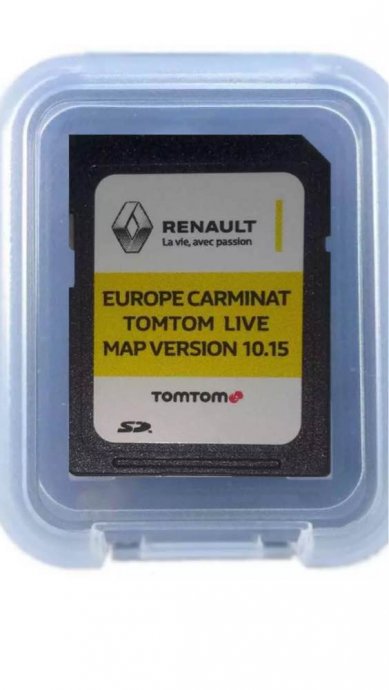 RENAULT
La vie, avec passion
EUROPE CARMINAT
TOMTOM LIVE
MAP VERSION 10.15
TOMTOM
SD